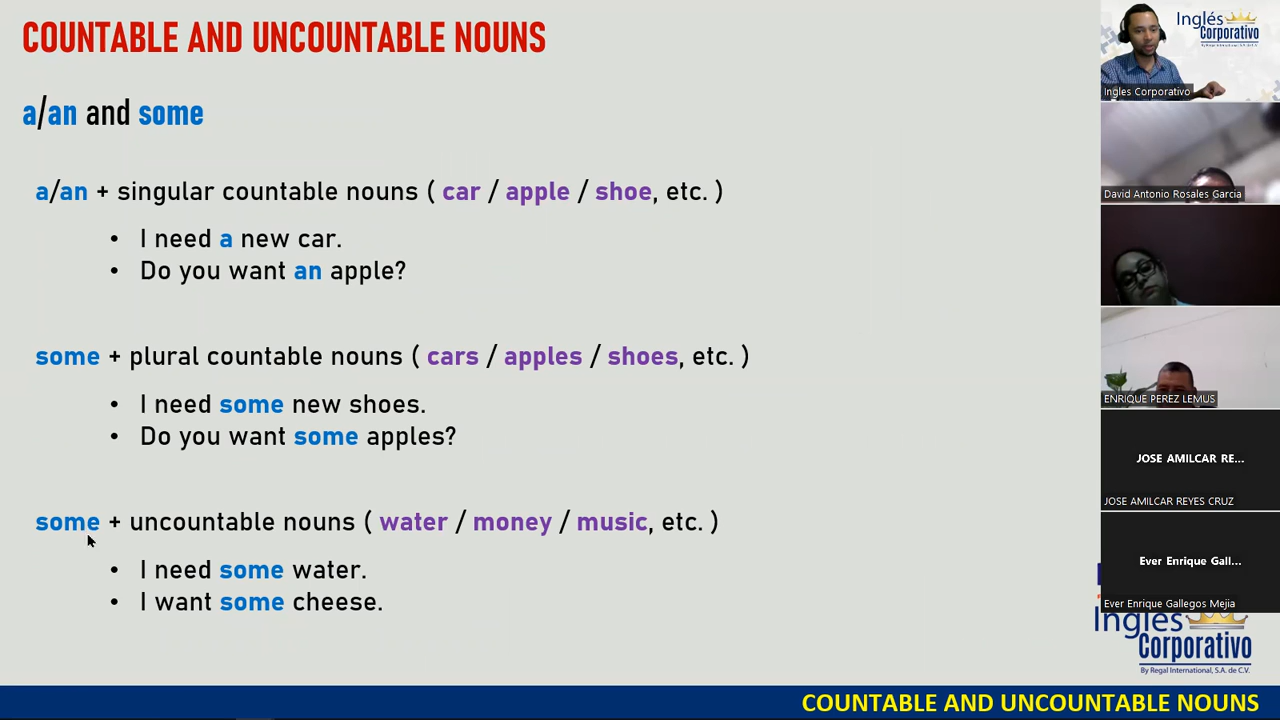 COUNTABLE AND UNCOUNTABLE NOUNS
a/an and some
a/an + singular countable nouns ( car / apple / shoe, etc. )
• I need a new car.
• Do you want an apple?
some + plural countable nouns ( cars / apples / shoes, etc. )
• I need some new shoes.
• Do you want some apples?
some + uncountable nouns ( water / money / music, etc. )
• I need some water.
• I want some cheese.
Inglés
Corporativo
Ingles Corporativo
David Antonio Rosales Garcia
ENRIQUE PEREZ LEMUS
JOSE AMILCAR RE...
JOSE AMILCAR REYES CRUZ
Ever Enrique Gall...
Ever Enrique Gallegos Mejia
Inglés
Corporativo
By Regal International, S.A. de C.V.
COUNTABLE AND UNCOUNTABLE NOUNS